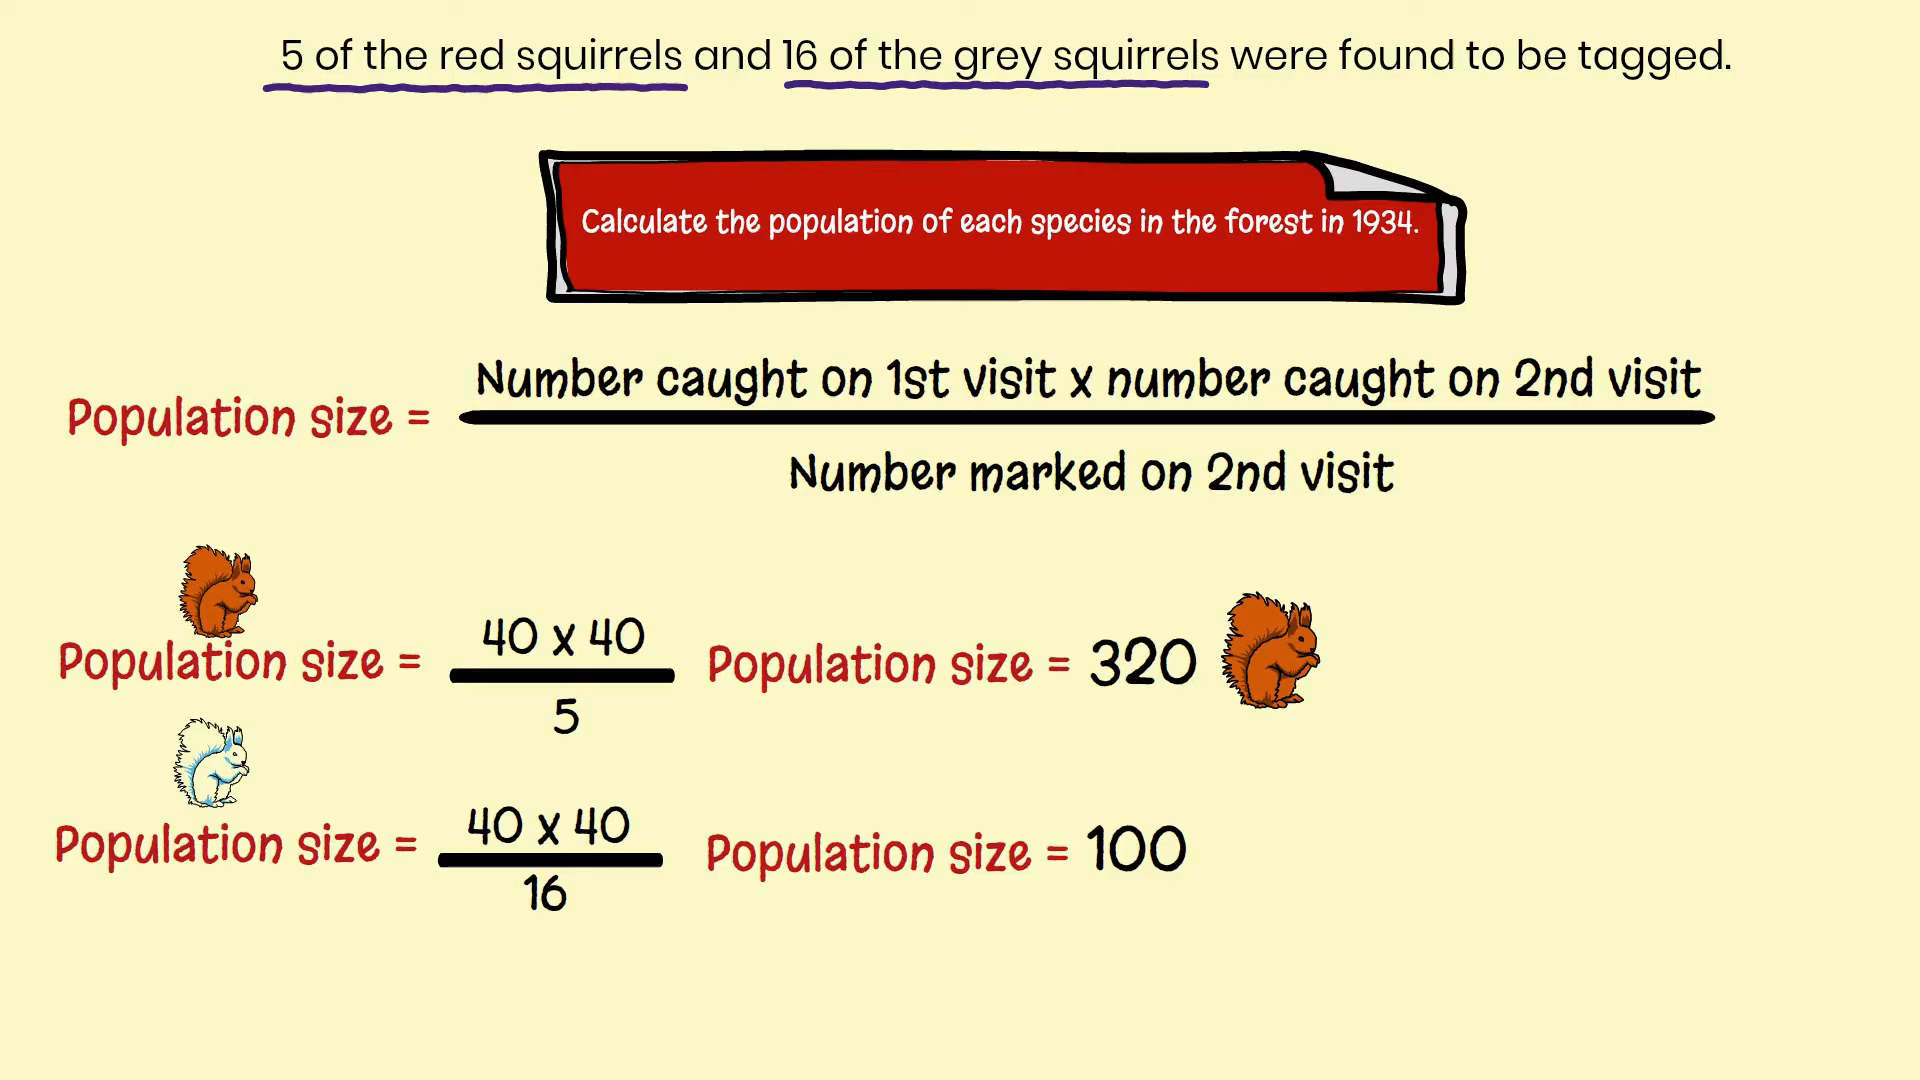 5 of the red squirrels and 16 of the grey squirrels were found to be tagged.
Calculate the population of each species in the forest in 1934.
Number caught on 1st visit x number caught on 2nd visit
Population size =
Number marked on 2nd visit
40 x 40
Population size =
5
Population size = 320
40 x 40
Population size =
16
Population size = 100